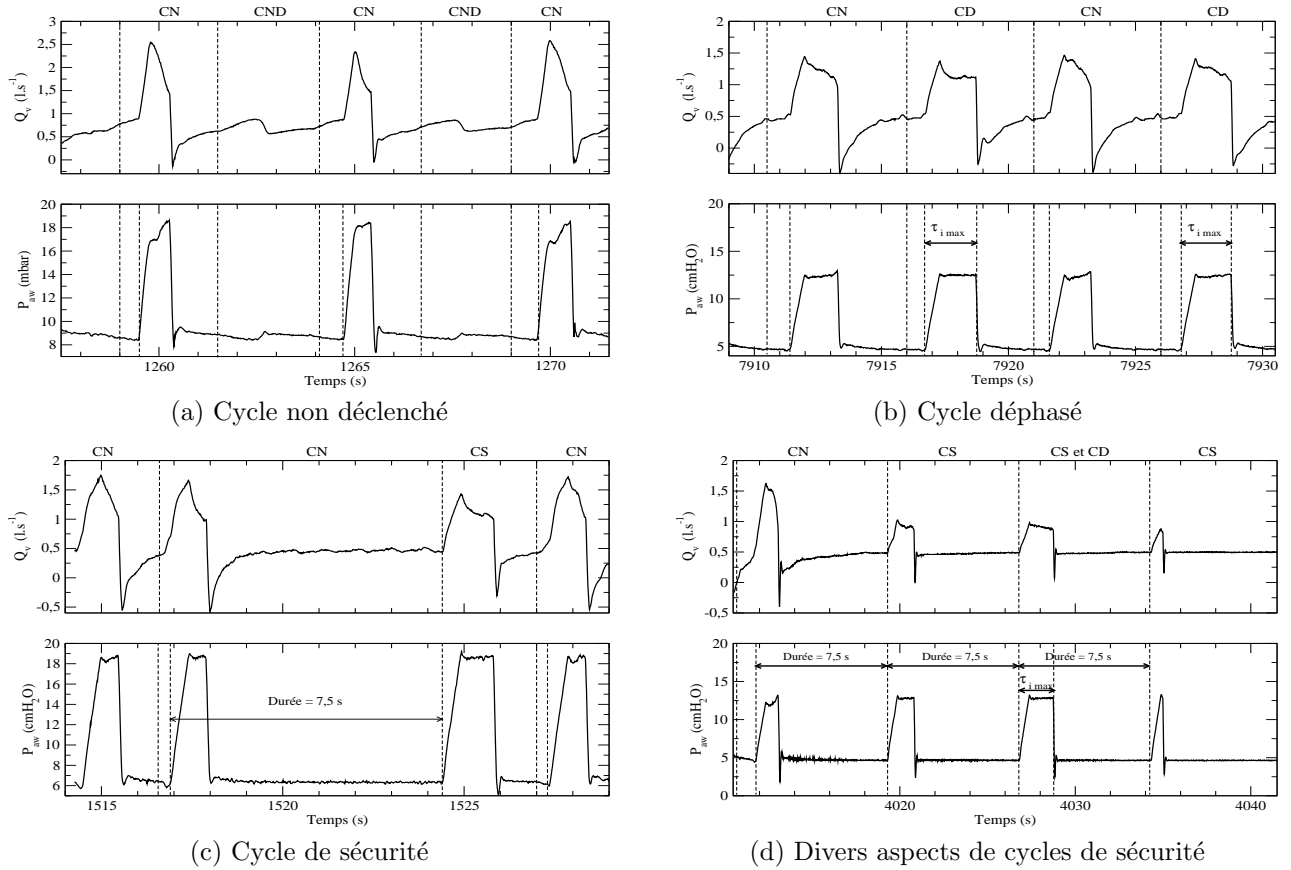 CN CND CN CND CN
3
2,5
2
1,5
1
0,5
0
Q_v (l.s^-1)
20
18
16
14
12
10
8
P_aw (mbar)
1260 1265 1270
Temps (s)
(a) Cycle non déclenché
CN CD CN CD
2
1,5
1
0,5
0
Q_v (l.s^-1)
20
15
10
5
P_aw (cmH_2O)
τ i max τ i max
7910 7915 7920 7925 7930
Temps (s)
(b) Cycle déphasé
CN CN CS CN
2
1,5
1
0,5
0
-0,5
Q_v (l.s^-1)
20
18
16
14
12
10
8
6
P_aw (cmH_2O)
Durée = 7,5 s
1515 1520 1525
Temps (s)
(c) Cycle de sécurité
CN CS CS et CD CS
2
1,5
1
0,5
0
-0,5
Q_v (l.s^-1)
20
15
10
5
0
P_aw (cmH_2O)
Durée = 7,5 s Durée = 7,5 s Durée = 7,5 s
τ i max
4020 4030 4040
Temps (s)
(d) Divers aspects de cycles de sécurité